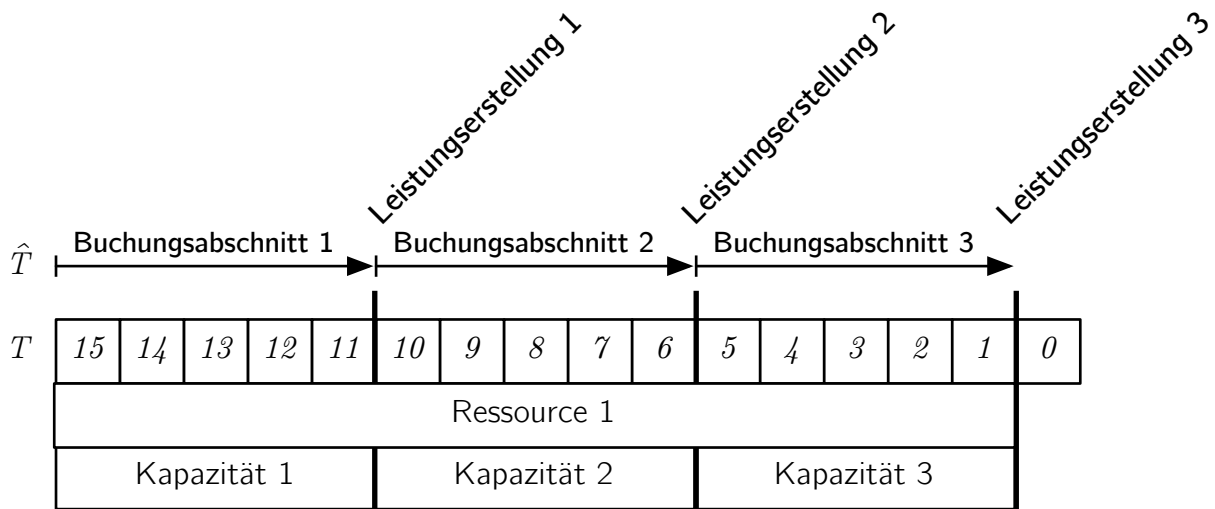 Leistungserstellung 1
Leistungserstellung 2
Leistungserstellung 3
T̂ Buchungsabschnitt 1 Buchungsabschnitt 2 Buchungsabschnitt 3
T 15 14 13 12 11 10 9 8 7 6 5 4 3 2 1 0
Ressource 1
Kapazität 1 Kapazität 2 Kapazität 3